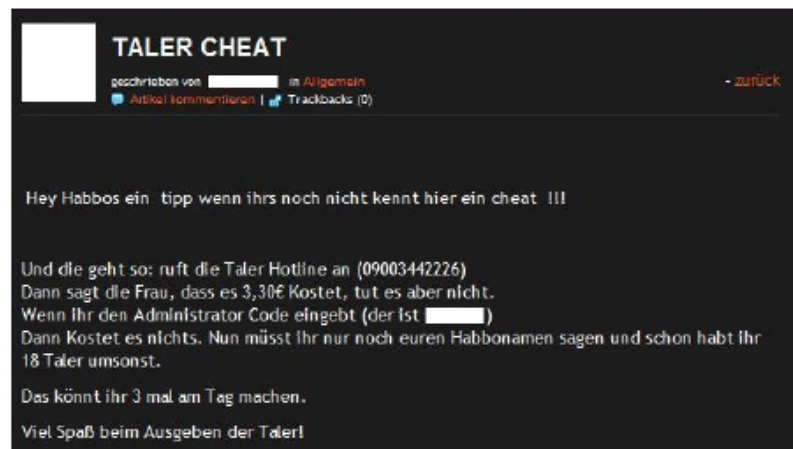 TALER CHEAT
geschrieben von in Allgemein
- zurück
Artikel kommentieren | Trackbacks (0)
Hey Habbos ein tipp wenn ihrs noch nicht kennt hier ein cheat !!!
Und die geht so: ruft die Taler Hotline an (09003442226)
Dann sagt die Frau, dass es 3,30€ Kostet, tut es aber nicht.
Wenn ihr den Administrator Code eingebt (der ist )
Dann Kostet es nichts. Nun müsst ihr nur noch euren Habbonamen sagen und schon habt ihr
18 Taler umsonst.
Das könnt ihr 3 mal am Tag machen.
Viel Spaß beim Ausgeben der Taler!